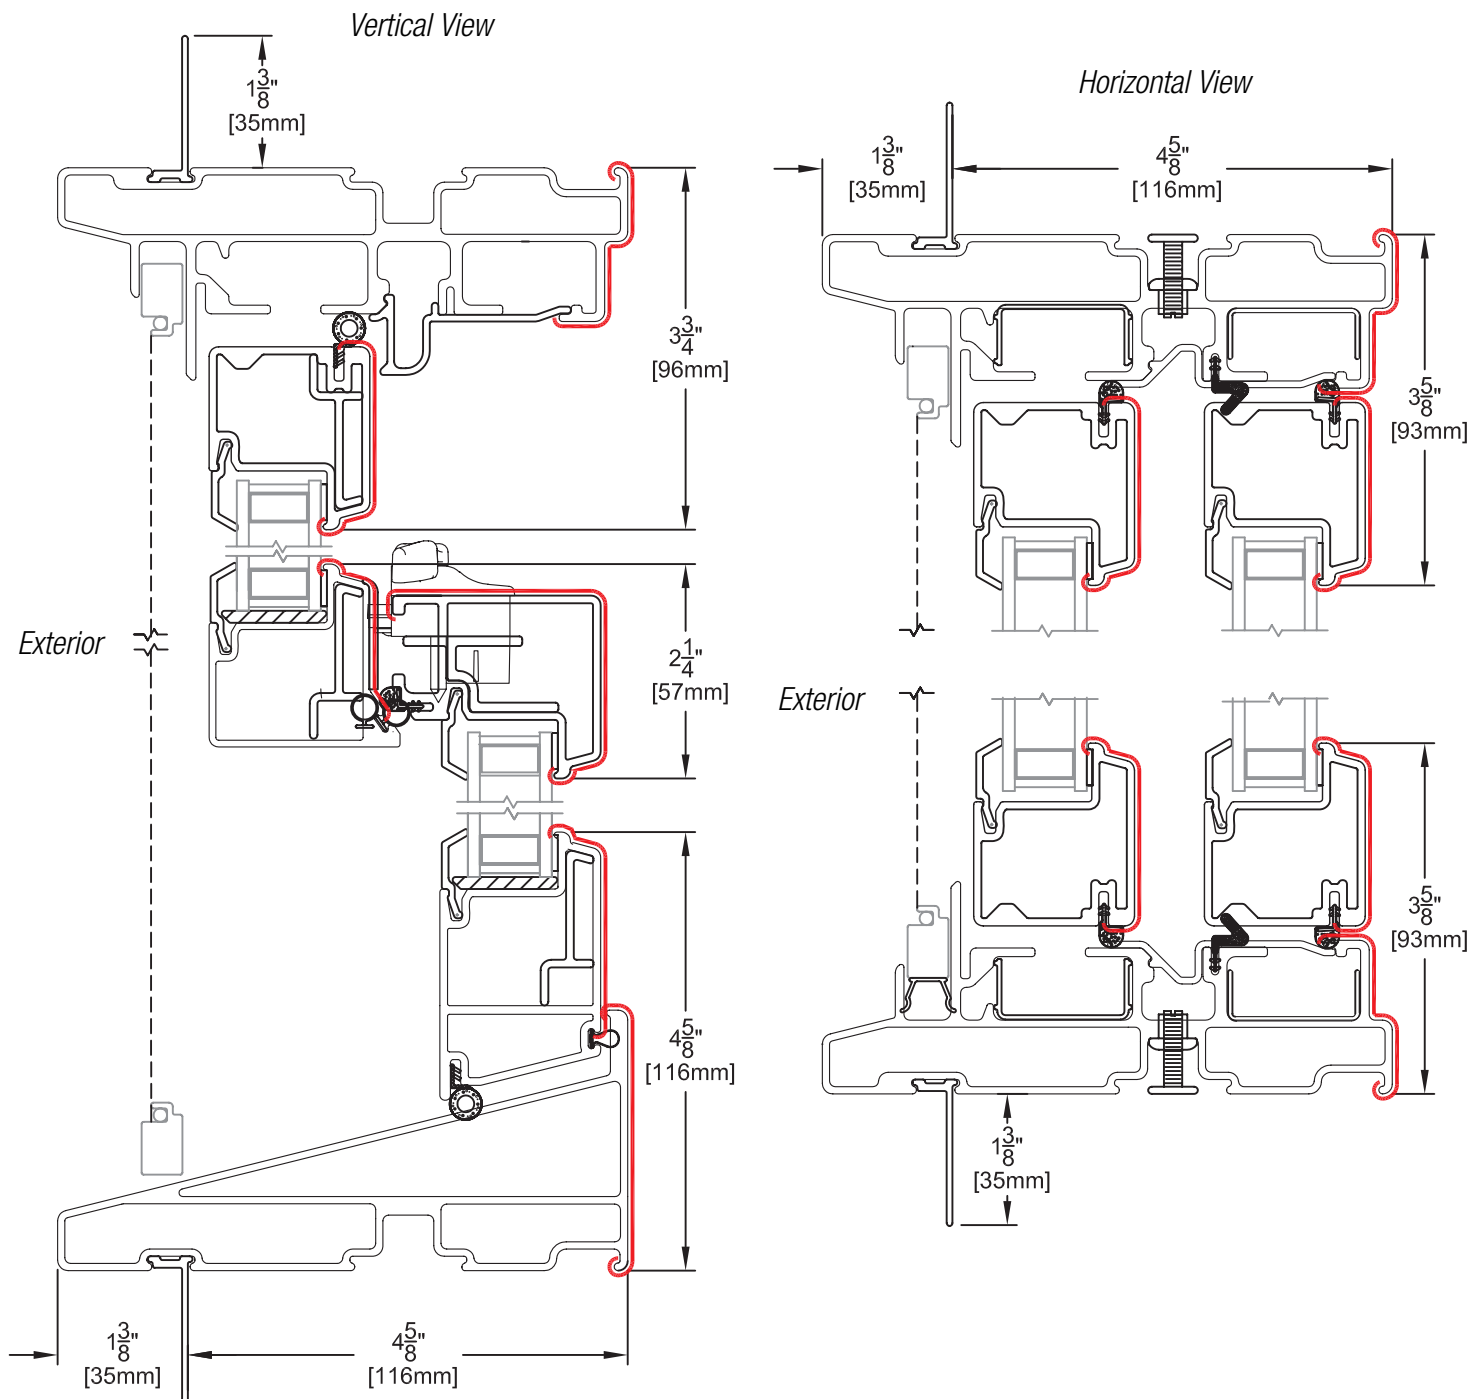 Vertical View
1 3/8"
[35mm]
3 3/4"
[96mm]
2 1/4"
[57mm]
Exterior
4 5/8"
[116mm]
1 3/8"
[35mm]
4 5/8"
[116mm]
Horizontal View
1 3/8"
[35mm]
4 5/8"
[116mm]
3 5/8"
[93mm]
Exterior
3 5/8"
[93mm]
1 3/8"
[35mm]